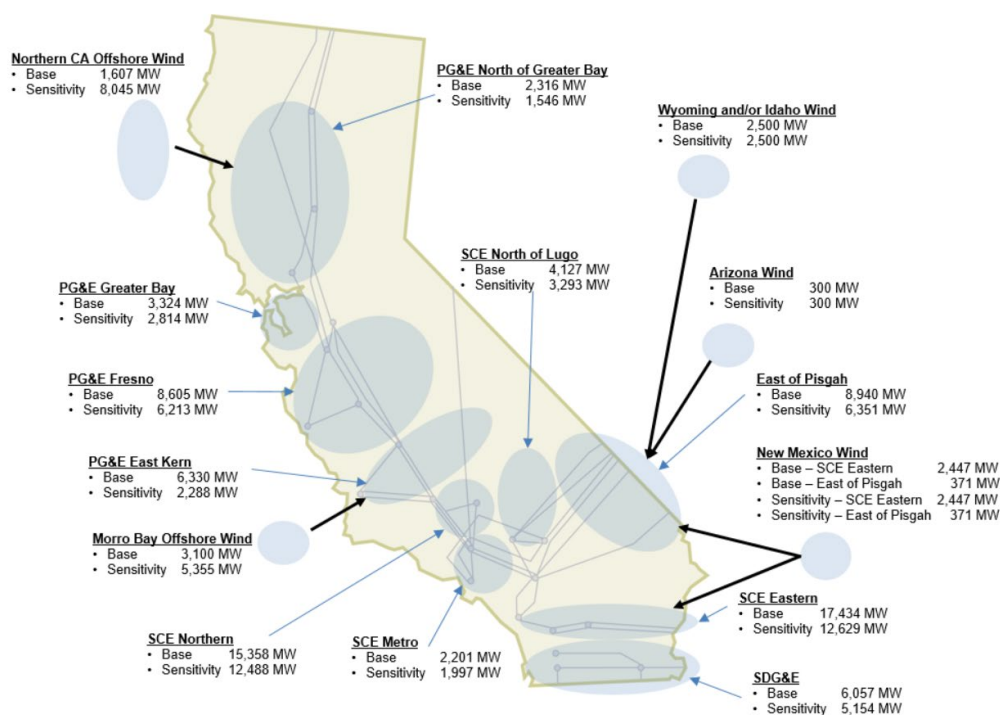 Northern CA Offshore Wind
• Base 1,607 MW
• Sensitivity 8,045 MW
PG&E North of Greater Bay
• Base 2,316 MW
• Sensitivity 1,546 MW
Wyoming and/or Idaho Wind
• Base 2,500 MW
• Sensitivity 2,500 MW
SCE North of Lugo
• Base 4,127 MW
• Sensitivity 3,293 MW
Arizona Wind
• Base 300 MW
• Sensitivity 300 MW
PG&E Greater Bay
• Base 3,324 MW
• Sensitivity 2,814 MW
PG&E Fresno
• Base 8,605 MW
• Sensitivity 6,213 MW
East of Pisgah
• Base 8,940 MW
• Sensitivity 6,351 MW
New Mexico Wind
• Base – SCE Eastern 2,447 MW
• Base – East of Pisgah 371 MW
• Sensitivity – SCE Eastern 2,447 MW
• Sensitivity – East of Pisgah 371 MW
PG&E East Kern
• Base 6,330 MW
• Sensitivity 2,288 MW
Morro Bay Offshore Wind
• Base 3,100 MW
• Sensitivity 5,355 MW
SCE Eastern
• Base 17,434 MW
• Sensitivity 12,629 MW
SCE Northern
• Base 15,358 MW
• Sensitivity 12,488 MW
SCE Metro
• Base 2,201 MW
• Sensitivity 1,997 MW
SDG&E
• Base 6,057 MW
• Sensitivity 5,154 MW